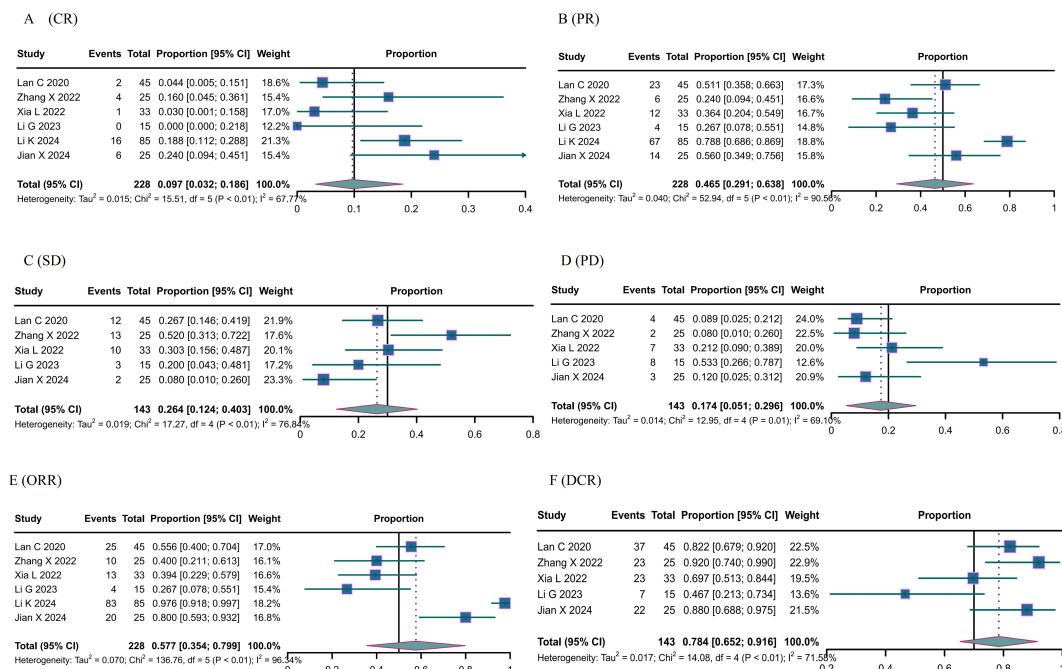 A (CR)
Study Events Total Proportion [95% CI] Weight Proportion
Lan C 2020 2 45 0.044 [0.005; 0.151] 18.6%
Zhang X 2022 4 25 0.160 [0.045; 0.361] 15.4%
Xia L 2022 1 33 0.030 [0.001; 0.158] 17.0%
Li G 2023 0 15 0.000 [0.000; 0.218] 12.2%
Li K 2024 16 85 0.188 [0.112; 0.288] 21.3%
Jian X 2024 6 25 0.240 [0.094; 0.451] 15.4%
Total (95% CI) 228 0.097 [0.032; 0.186] 100.0%
Heterogeneity: Tau² = 0.015; Chi² = 15.51, df = 5 (P < 0.01); I² = 67.77%
0 0.1 0.2 0.3 0.4
B (PR)
Study Events Total Proportion [95% CI] Weight Proportion
Lan C 2020 23 45 0.511 [0.358; 0.663] 17.3%
Zhang X 2022 6 25 0.240 [0.094; 0.451] 16.6%
Xia L 2022 12 33 0.364 [0.204; 0.549] 16.7%
Li G 2023 4 15 0.267 [0.078; 0.551] 14.8%
Li K 2024 67 85 0.788 [0.686; 0.869] 18.8%
Jian X 2024 14 25 0.560 [0.349; 0.756] 15.8%
Total (95% CI) 228 0.465 [0.291; 0.638] 100.0%
Heterogeneity: Tau² = 0.040; Chi² = 52.94, df = 5 (P < 0.01); I² = 90.56%
0.2 0.4 0.6 0.8 1
C (SD)
Study Events Total Proportion [95% CI] Weight Proportion
Lan C 2020 12 45 0.267 [0.146; 0.419] 21.9%
Zhang X 2022 13 25 0.520 [0.313; 0.722] 17.6%
Xia L 2022 10 33 0.303 [0.156; 0.487] 20.1%
Li G 2023 3 15 0.200 [0.043; 0.481] 17.2%
Jian X 2024 2 25 0.080 [0.010; 0.260] 23.3%
Total (95% CI) 143 0.264 [0.124; 0.403] 100.0%
Heterogeneity: Tau² = 0.019; Chi² = 17.27, df = 4 (P < 0.01); I² = 76.84%
0 0.2 0.4 0.6 0.8
D (PD)
Study Events Total Proportion [95% CI] Weight Proportion
Lan C 2020 4 45 0.089 [0.025; 0.212] 24.0%
Zhang X 2022 2 25 0.080 [0.010; 0.260] 22.5%
Xia L 2022 7 33 0.212 [0.090; 0.389] 20.0%
Li G 2023 8 15 0.533 [0.266; 0.787] 12.6%
Jian X 2024 3 25 0.120 [0.025; 0.312] 20.9%
Total (95% CI) 143 0.174 [0.051; 0.296] 100.0%
Heterogeneity: Tau² = 0.014; Chi² = 12.95, df = 4 (P = 0.01); I² = 69.10%
0 0.2 0.4 0.6 0.8
E (ORR)
Study Events Total Proportion [95% CI] Weight Proportion
Lan C 2020 25 45 0.556 [0.400; 0.704] 17.0%
Zhang X 2022 10 25 0.400 [0.211; 0.613] 16.1%
Xia L 2022 13 33 0.394 [0.229; 0.579] 16.6%
Li G 2023 4 15 0.267 [0.078; 0.551] 15.4%
Li K 2024 83 85 0.976 [0.918; 0.997] 18.2%
Jian X 2024 20 25 0.800 [0.593; 0.932] 16.8%
Total (95% CI) 228 0.577 [0.354; 0.799] 100.0%
Heterogeneity: Tau² = 0.070; Chi² = 136.76, df = 5 (P < 0.01); I² = 96.34%
0.2 0.4 0.6 0.8 1
F (DCR)
Study Events Total Proportion [95% CI] Weight Proportion
Lan C 2020 37 45 0.822 [0.679; 0.920] 22.5%
Zhang X 2022 23 25 0.920 [0.740; 0.990] 22.9%
Xia L 2022 23 33 0.697 [0.513; 0.844] 19.5%
Li G 2023 7 15 0.467 [0.213; 0.734] 13.6%
Jian X 2024 22 25 0.880 [0.688; 0.975] 21.5%
Total (95% CI) 143 0.784 [0.652; 0.916] 100.0%
Heterogeneity: Tau² = 0.017; Chi² = 14.08, df = 4 (P < 0.01); I² = 71.58%